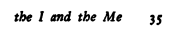 the I and the Me 35